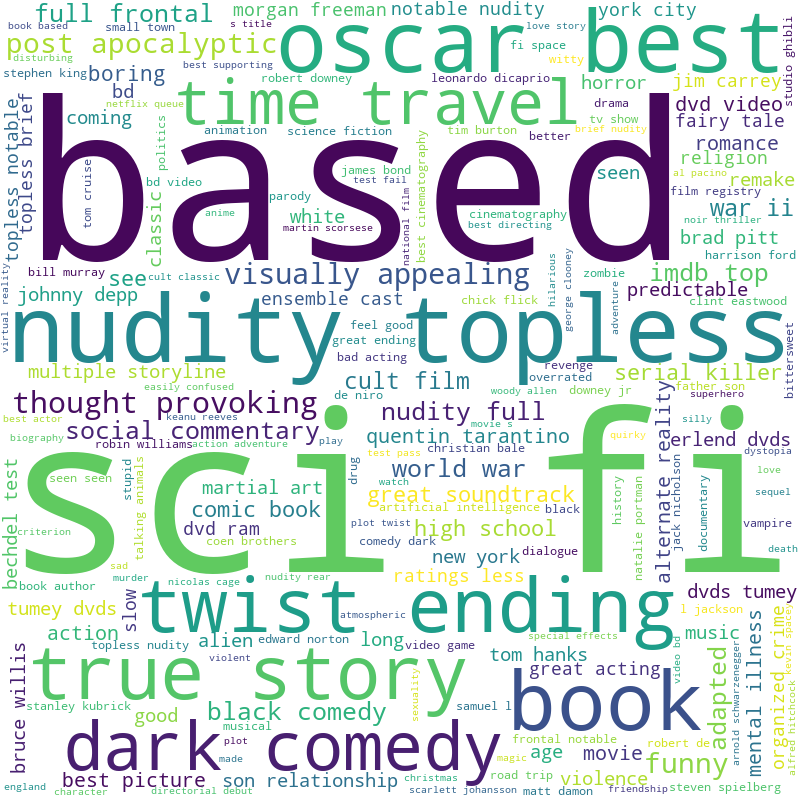 full frontal
book based
small town
morgan freeman
s title
notable nudity
love story
york city
studio ghibli
post apocalyptic
disturbing
oscar best
fi space
witty
stephen king
boring
best supporting
robert downey
leonardo dicaprio
horror
jim carrey
bd
netflix queue
time travel
drama
dvd video
topless notable
topless brief
coming
politics
animation
science fiction
tim burton
better
tv show
brief nudity
fairy tale
based
tom cruise
classic
bd video
parody
james bond
test fail
best cinematography
seen
religion
romance
al pacino
remake
film registry
anime
white
martin scorsese
national film
cinematography
best directing
war ii
noir thriller
brad pitt
harrison ford
virtual reality
bill murray
see
cult classic
visually appealing
hilarious
george clooney
zombie
adventure
imdb top
predictable
johnny depp
ensemble cast
chick flick
clint eastwood
bittersweet
nudity topless
feel good
great ending
bad acting
revenge
overrated
multiple storyline
easily confused
cult film
serial killer
de niro
woody allen
downey jr
father son
superhero
thought provoking
nudity full
best actor
keanu reeves
movie s
quirky
silly
social commentary
biography
robin williams
action adventure
play
quentin tarantino
christian bale
test pass
erlend dvds
alternate reality
jack nicholson
dystopia
sci fi
bechdel test
seen seen
stupid
talking animals
martial art
drug
world war
watch
great soundtrack
history
natalie portman
documentary
love
sequel
comic book
artificial intelligence
black
vampire
criterion
dvd ram
coen brothers
plot twist
comedy dark
high school
dialogue
death
sad
new york
book author
murder
nicolas cage
nudity rear
ratings less
tumey dvds
slow
twist ending
atmospheric
dvds tumey
l jackson
action
topless nudity
alien
edward norton
long
video game
special effects
music
organized crime
kevin spacey
true story
violent
tom hanks
great acting
video bd
adapted
arnold schwarzenegger
mental illness
alfred hitchcock
bruce willis
stanley kubrick
good
black comedy
musical
sexuality
samuel l
book
dark comedy
plot
frontal notable
age
movie
robert de
funny
best picture
made
son relationship
magic
road trip
violence
steven spielberg
england
character
directorial debut
christmas
scarlett johansson
matt damon
friendship